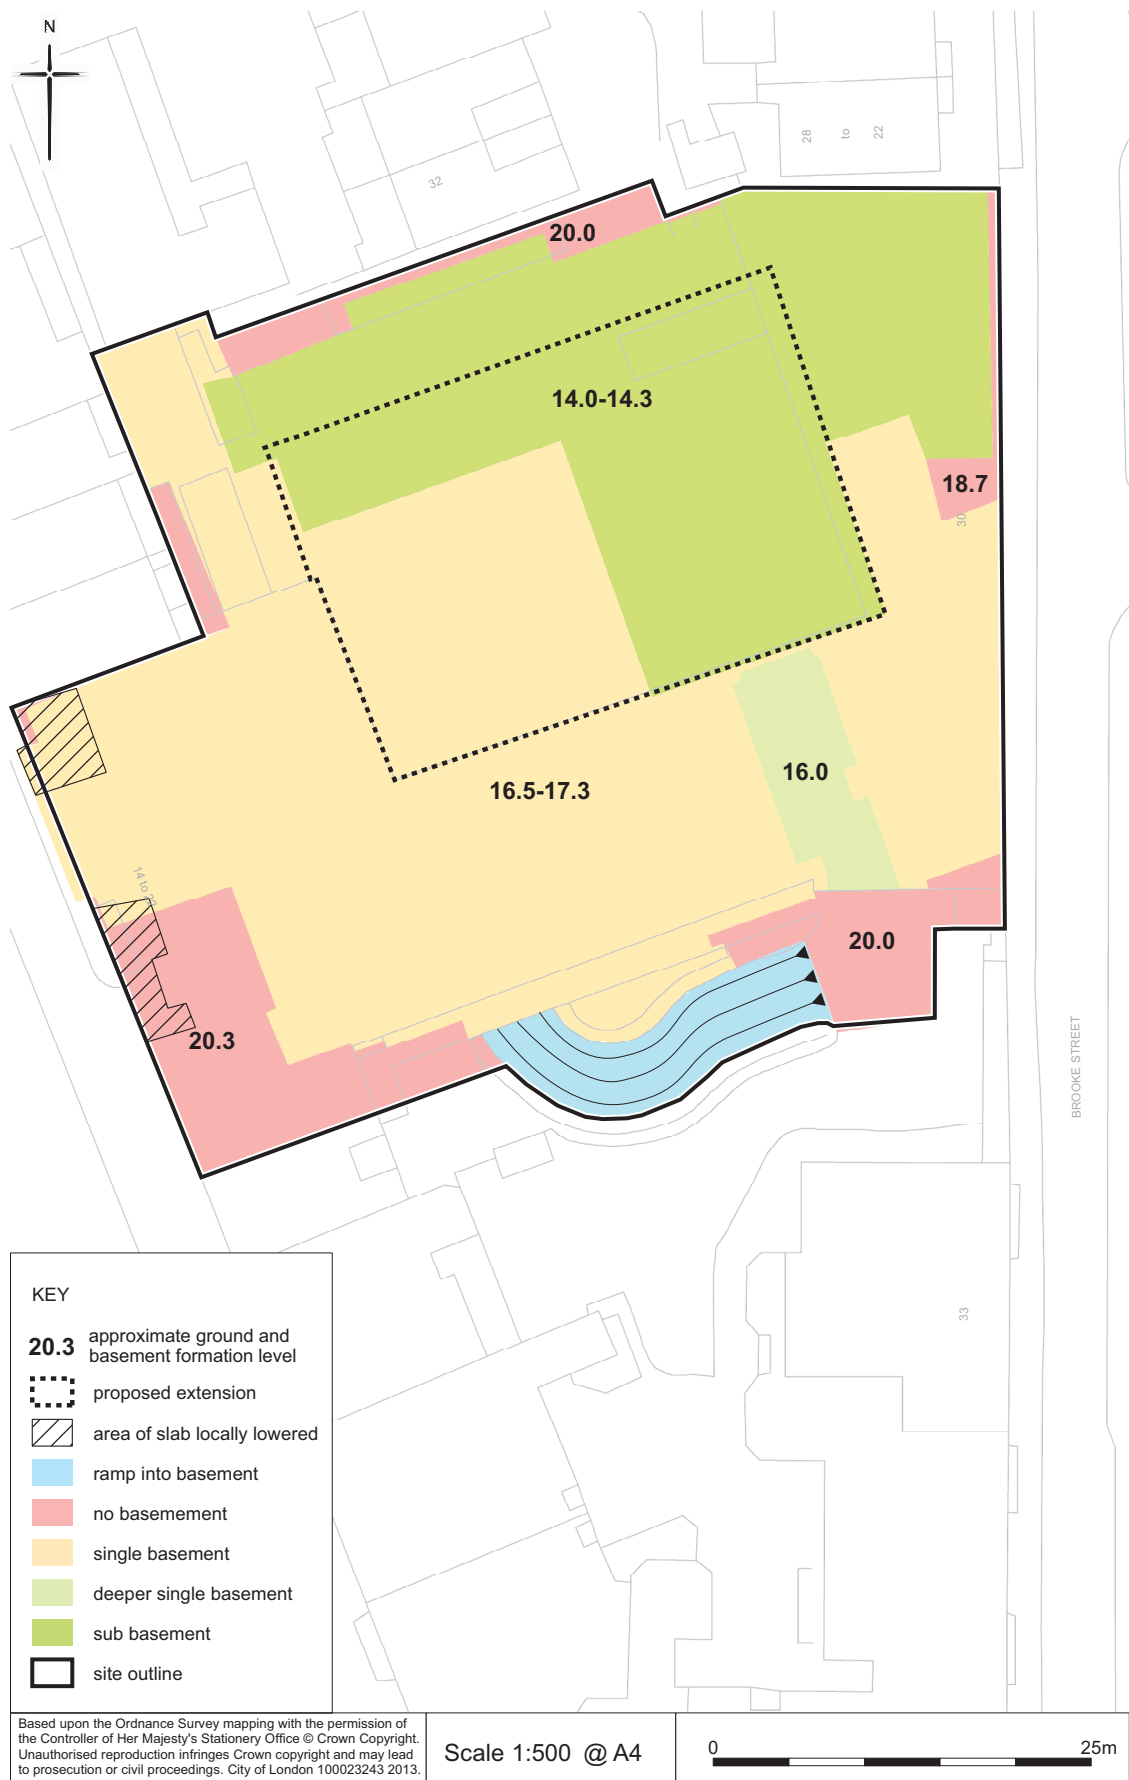 N
32
28 to 22
20.0
14.0-14.3
18.7
30
16.0
16.5-17.3
20.0
20.3
BROOKE STREET
33
KEY
20.3 approximate ground and
basement formation level
proposed extension
area of slab locally lowered
ramp into basement
no basemement
single basement
deeper single basement
sub basement
site outline
Based upon the Ordnance Survey mapping with the permission of
the Controller of Her Majesty's Stationery Office © Crown Copyright.
Unauthorised reproduction infringes Crown copyright and may lead
to prosecution or civil proceedings. City of London 100023243 2013.
Scale 1:500 @ A4
0 25m